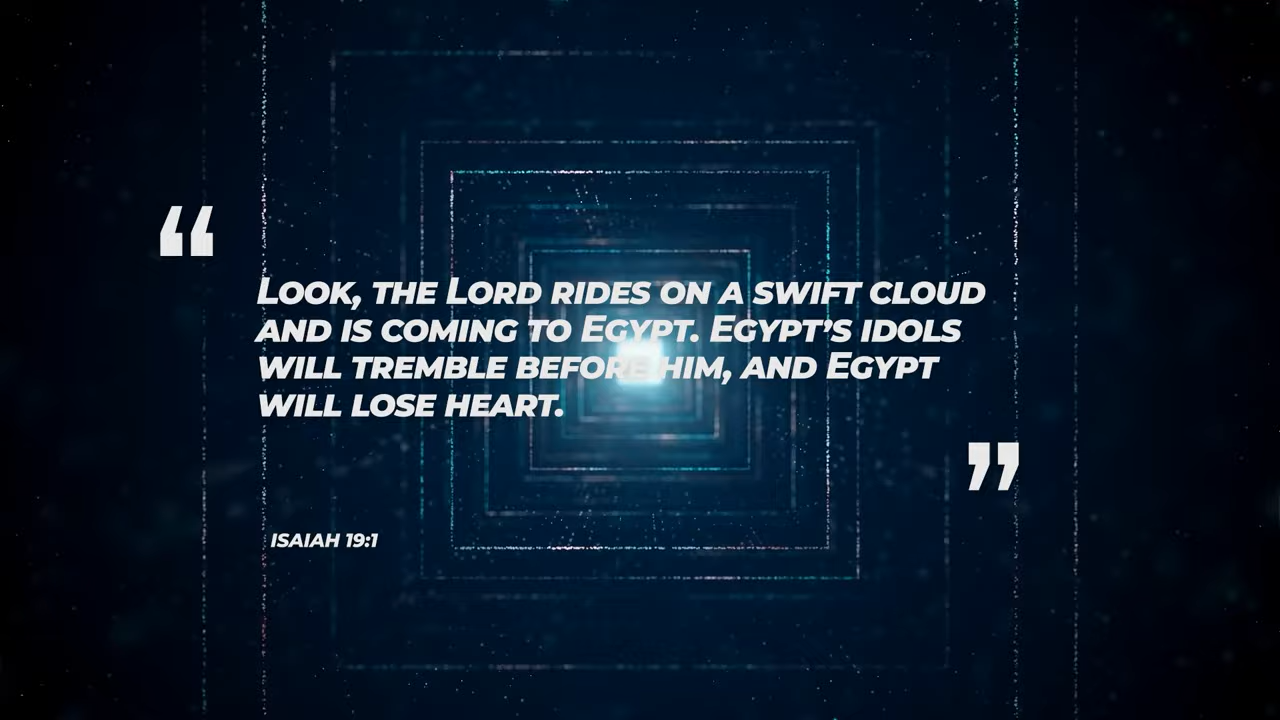 “
Look, the Lord rides on a swift cloud
and is coming to Egypt. Egypt’s idols
will tremble before him, and Egypt
will lose heart.
”
Isaiah 19:1